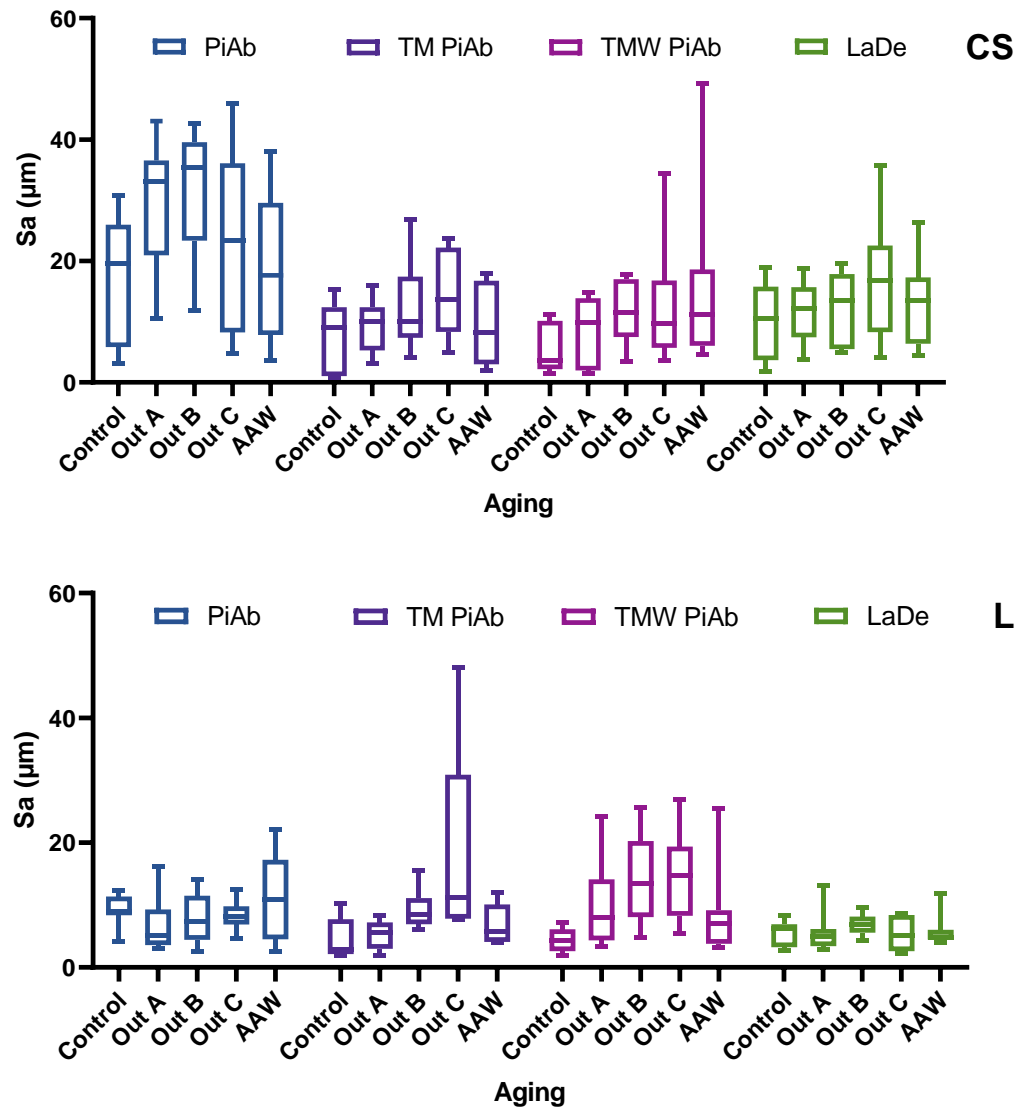 60
PiAb TM PiAb TMW PiAb LaDe CS
40
Sa (µm)
20
0
Control Out A Out B Out C AAW Control Out A Out B Out C AAW Control Out A Out B Out C AAW Control Out A Out B Out C AAW
Aging
60
PiAb TM PiAb TMW PiAb LaDe L
40
Sa (µm)
20
0
Control Out A Out B Out C AAW Control Out A Out B Out C AAW Control Out A Out B Out C AAW Control Out A Out B Out C AAW
Aging